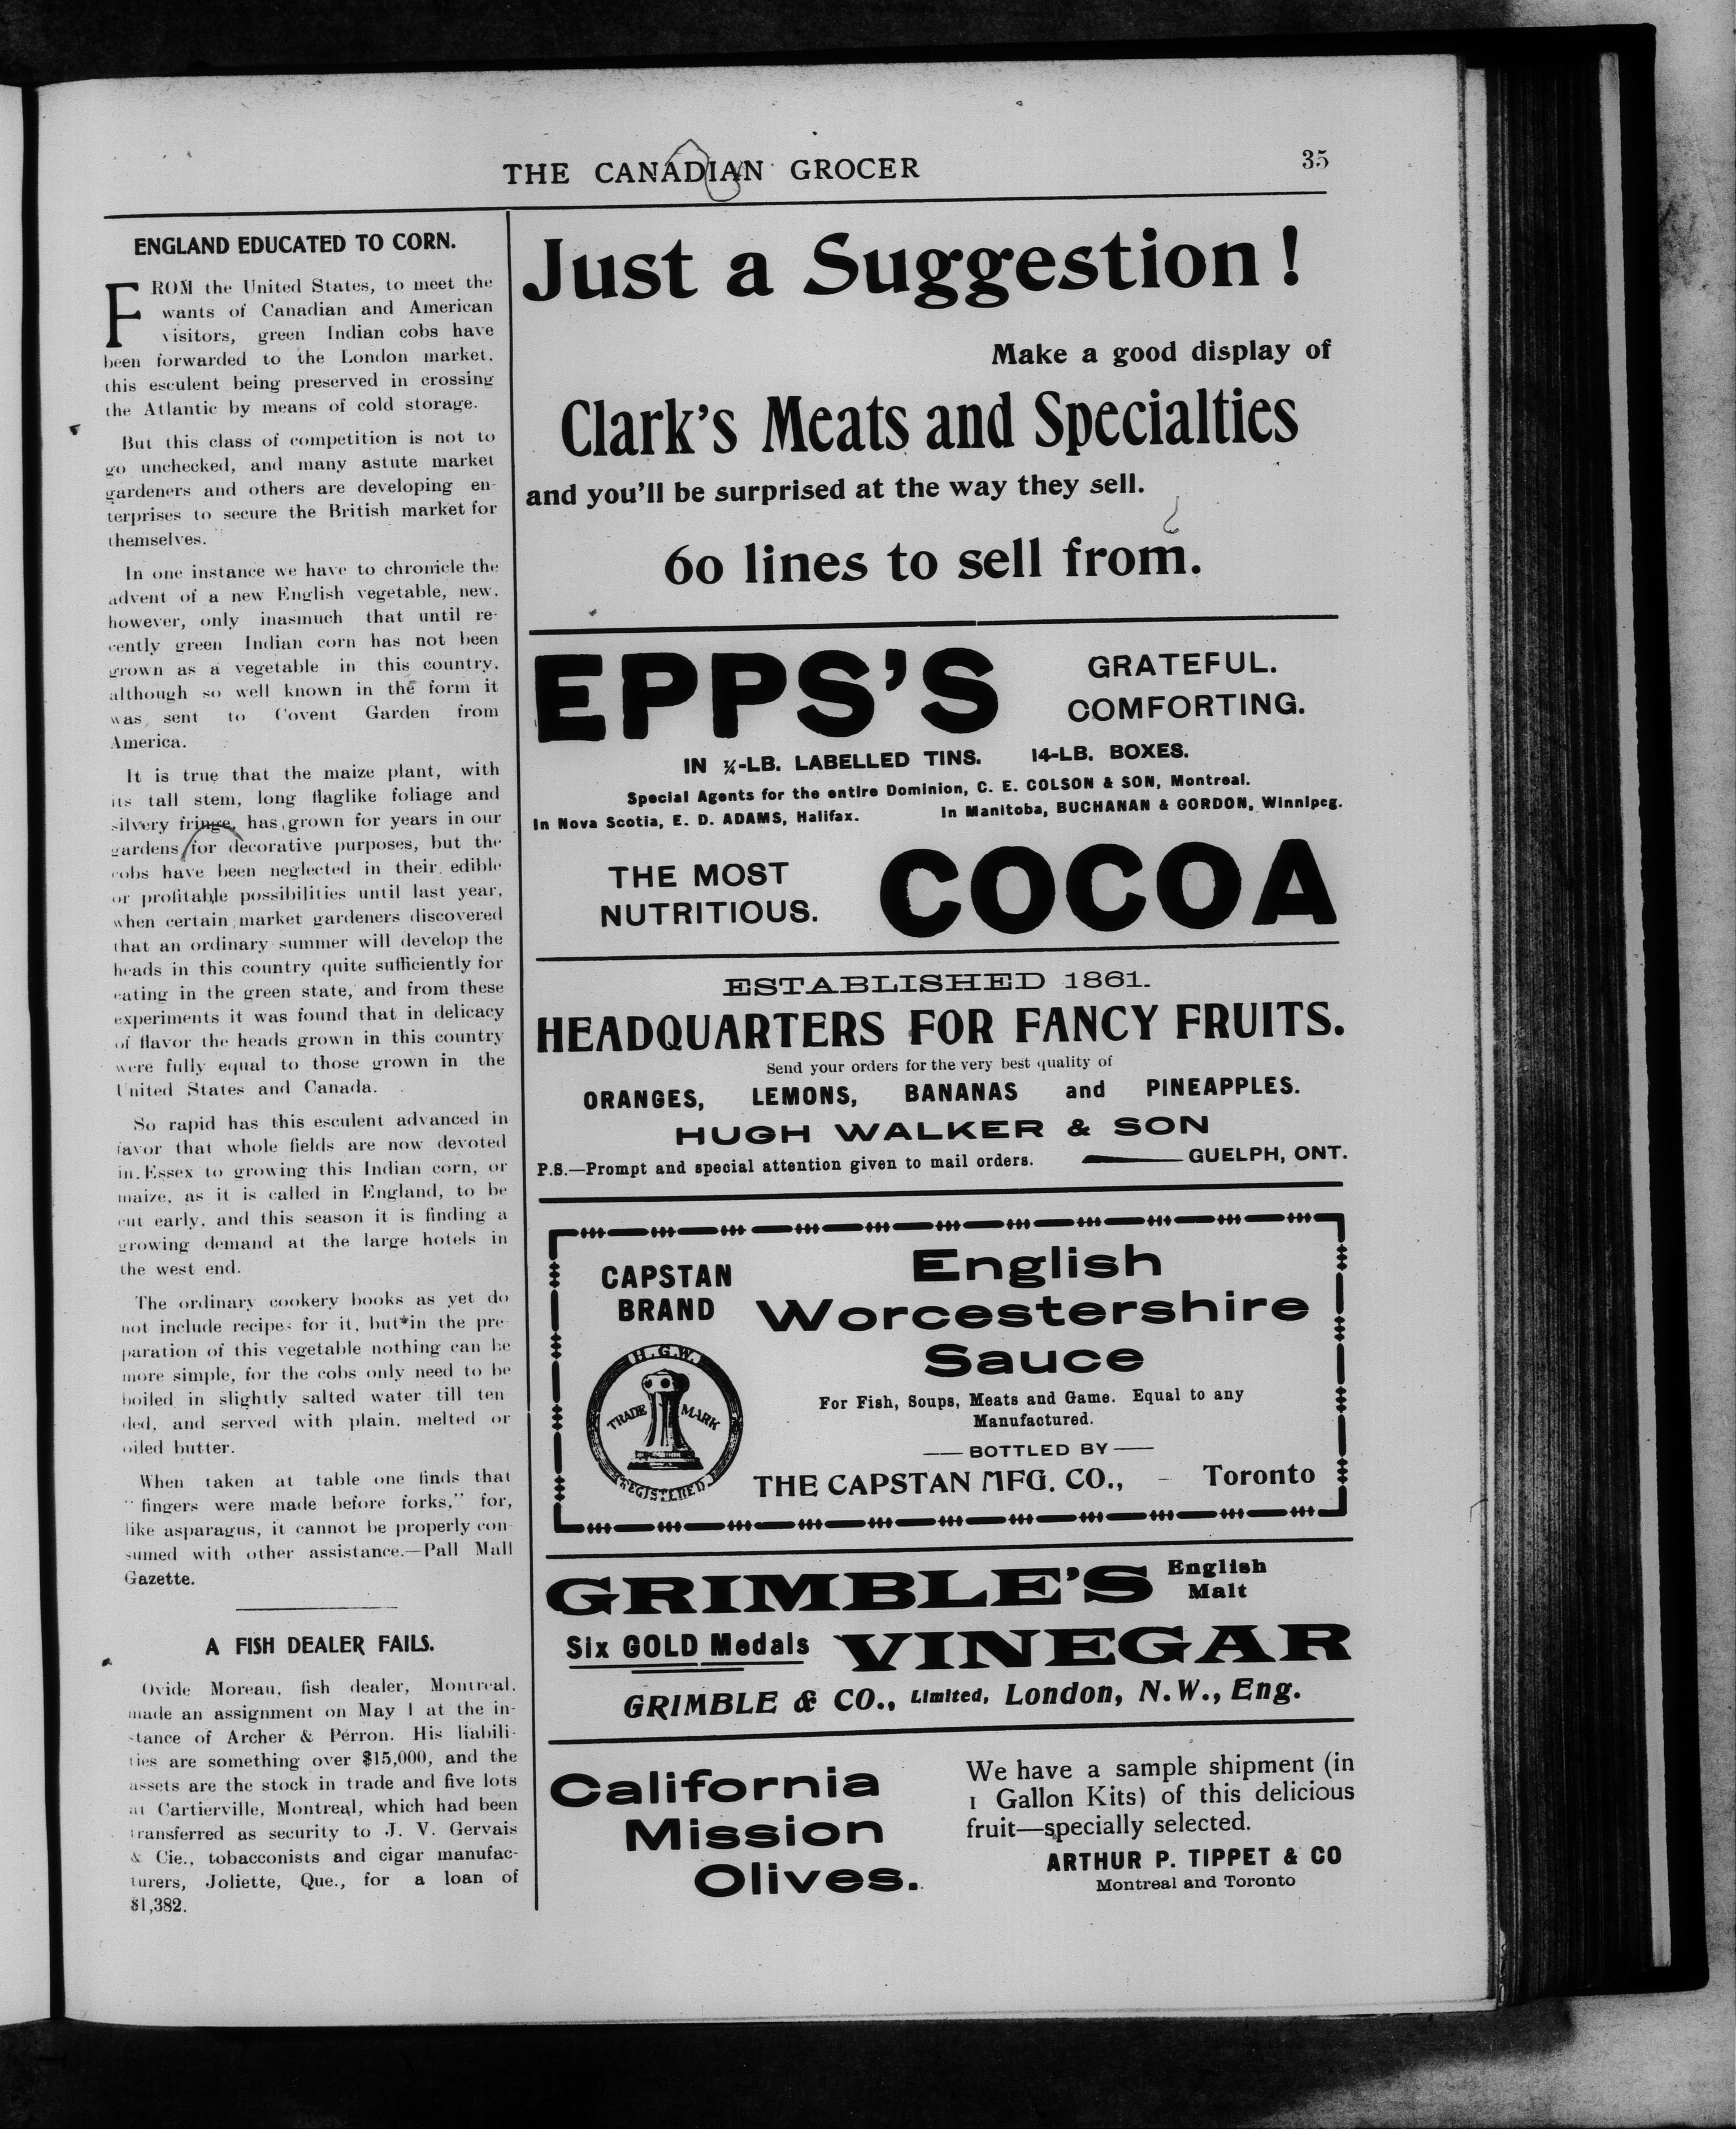 THE CANADIAN GROCER
35
ENGLAND EDUCATED TO CORN.
FROM the United States, to meet the
wants of Canadian and American
visitors, green Indian cobs have
been forwarded to the London market,
this esculent being preserved in crossing
the Atlantic by means of cold storage.
But this class of competition is not to
go unchecked, and many astute market
gardeners and others are developing en-
terprises to secure the British market for
themselves.
In one instance we have to chronicle the
advent of a new English vegetable, new,
however, only inasmuch that until re-
cently green Indian corn has not been
grown as a vegetable in this country,
although so well known in the form it
was sent to Covent Garden from
America.
It is true that the maize plant, with
its tall stem, long flaglike foliage and
silvery fringe, has grown for years in our
gardens for decorative purposes, but the
cobs have been neglected in their edible
or profitable possibilities until last year,
when certain market gardeners discovered
that an ordinary summer will develop the
heads in this country quite sufficiently for
eating in the green state, and from these
experiments it was found that in delicacy
of flavor the heads grown in this country
were fully equal to those grown in the
United States and Canada.
So rapid has this esculent advanced in
favor that whole fields are now devoted
in Essex to growing this Indian corn, or
maize, as it is called in England, to be
cut early, and this season it is finding a
growing demand at the large hotels in
the west end.
The ordinary cookery books as yet do
not include recipes for it, but in the pre-
paration of this vegetable nothing can be
more simple, for the cobs only need to be
boiled in slightly salted water till ten
ded, and served with plain, melted or
oiled butter.
When taken at table one finds that
"fingers were made before forks," for,
like asparagus, it cannot be properly con-
sumed with other assistance.—Pall Mall
Gazette.
A FISH DEALER FAILS.
Ovide Moreau, fish dealer, Montreal,
made an assignment on May 1 at the in-
stance of Archer & Perron. His liabili-
ties are something over $15,000, and the
assets are the stock in trade and five lots
at Cartierville, Montreal, which had been
transferred as security to J. V. Gervais
& Cie., tobacconists and cigar manufac-
turers, Joliette, Que., for a loan of
$1,382.
Just a Suggestion!
Make a good display of
Clark's Meats and Specialties
and you'll be surprised at the way they sell.
60 lines to sell from.
EPPS'S
GRATEFUL.
COMFORTING.
IN ¼-LB. LABELLED TINS. 14-LB. BOXES.
Special Agents for the entire Dominion, C. E. COLSON & SON, Montreal.
In Nova Scotia, E. D. ADAMS, Halifax. In Manitoba, BUCHANAN & GORDON, Winnipeg.
THE MOST
NUTRITIOUS.
COCOA
ESTABLISHED 1861.
HEADQUARTERS FOR FANCY FRUITS.
Send your orders for the very best quality of
ORANGES, LEMONS, BANANAS and PINEAPPLES.
HUGH WALKER & SON
P.S.—Prompt and special attention given to mail orders. GUELPH, ONT.
CAPSTAN
BRAND
H.G.W.
TRADE MARK
REGISTERED
English
Worcestershire
Sauce
For Fish, Soups, Meats and Game. Equal to any
Manufactured.
— BOTTLED BY —
THE CAPSTAN MFG. CO., - Toronto
GRIMBLE'S English
Malt
Six GOLD Medals VINEGAR
GRIMBLE & CO., Limited, London, N.W., Eng.
California
Mission
Olives.
We have a sample shipment (in
1 Gallon Kits) of this delicious
fruit—specially selected.
ARTHUR P. TIPPET & CO
Montreal and Toronto